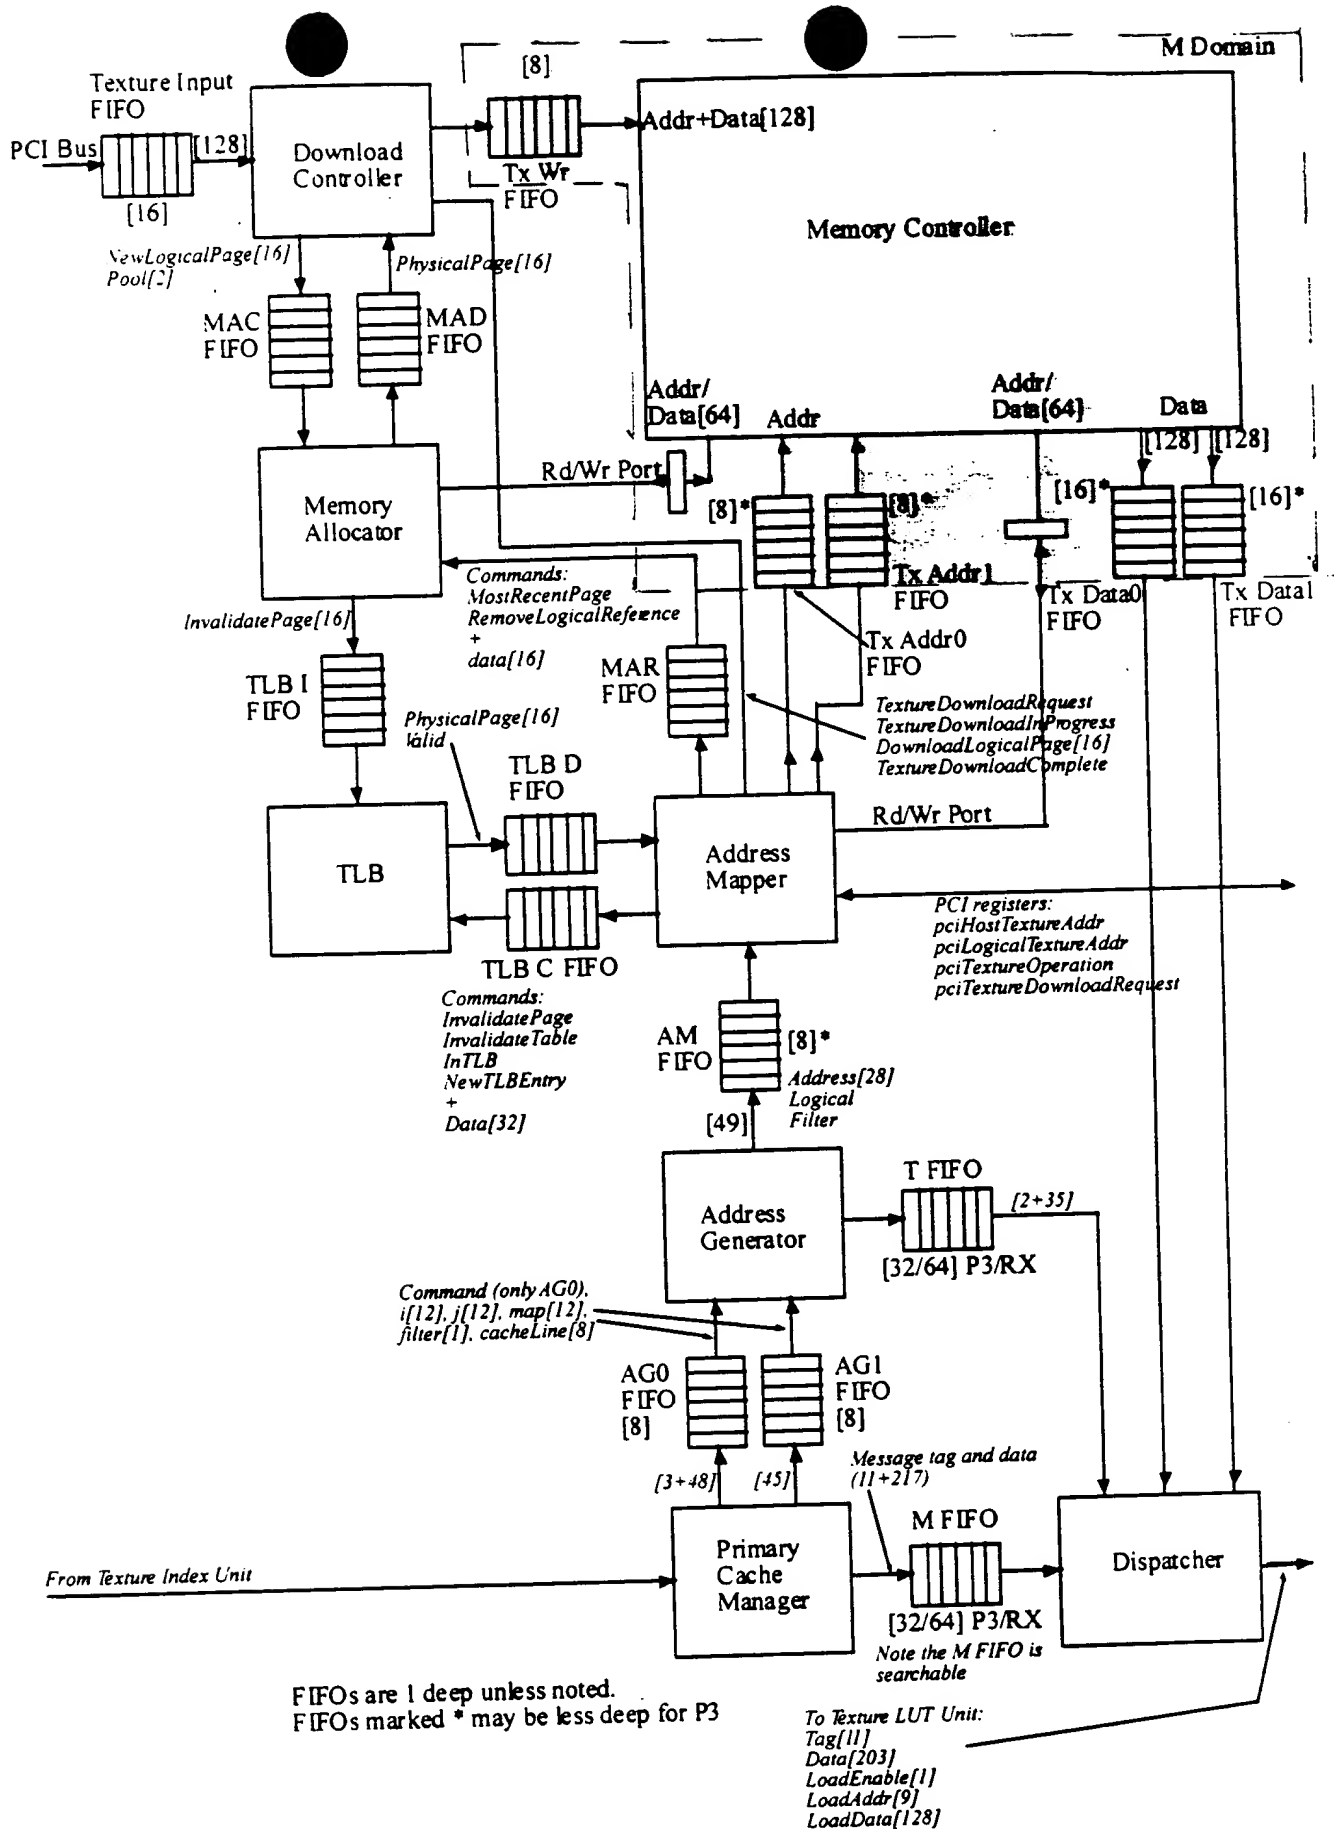 M Domain
[8]
Texture Input
FIFO
PCI Bus
[128]
[16]
Download
Controller
Tx Wr
FIFO
Addr+Data[128]
Memory Controller
NewLogicalPage[16]
Pool[2]
PhysicalPage[16]
MAC
FIFO
MAD
FIFO
Addr/
Data[64]
Addr
Addr/
Data[64]
Data
[128]
[128]
Rd/Wr Port
[8]*
[8]*
[16]*
[16]*
Memory
Allocator
Commands:
MostRecentPage
RemoveLogicalReference
+
data[16]
Tx Addr1
FIFO
Tx Addr0
FIFO
Tx Data0
FIFO
Tx Data1
FIFO
InvalidatePage[16]
TLB I
FIFO
MAR
FIFO
PhysicalPage[16]
Valid
TextureDownloadRequest
TextureDownloadInProgress
DownloadLogicalPage[16]
TextureDownloadComplete
TLB D
FIFO
Rd/Wr Port
TLB
Address
Mapper
TLB C FIFO
PCI registers:
pciHostTextureAddr
pciLogicalTextureAddr
pciTextureOperation
pciTextureDownloadRequest
Commands:
InvalidatePage
InvalidateTable
InTLB
NewTLBEntry
+
Data[32]
AM
FIFO
[8]*
Address[28]
Logical
Filter
[49]
Address
Generator
T FIFO
[2+35]
[32/64] P3/RX
Command (only AG0),
i[12], j[12], map[12],
filter[1], cacheLine[8]
AG0
FIFO
[8]
AG1
FIFO
[8]
[3+48]
[45]
Message tag and data
(11+217)
M FIFO
Primary
Cache
Manager
Dispatcher
From Texture Index Unit
[32/64] P3/RX
Note the M FIFO is
searchable
FIFOs are 1 deep unless noted.
FIFOs marked * may be less deep for P3
To Texture LUT Unit:
Tag[11]
Data[203]
LoadEnable[1]
LoadAddr[9]
LoadData[128]